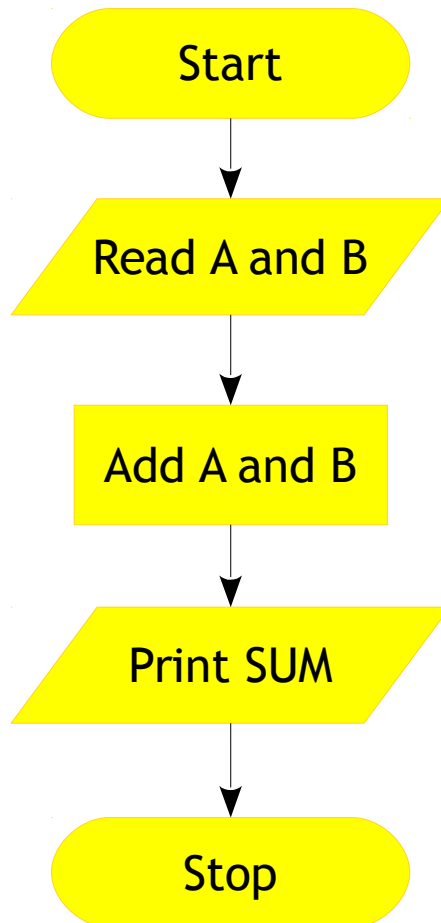 Start
Read A and B
Add A and B
Print SUM
Stop